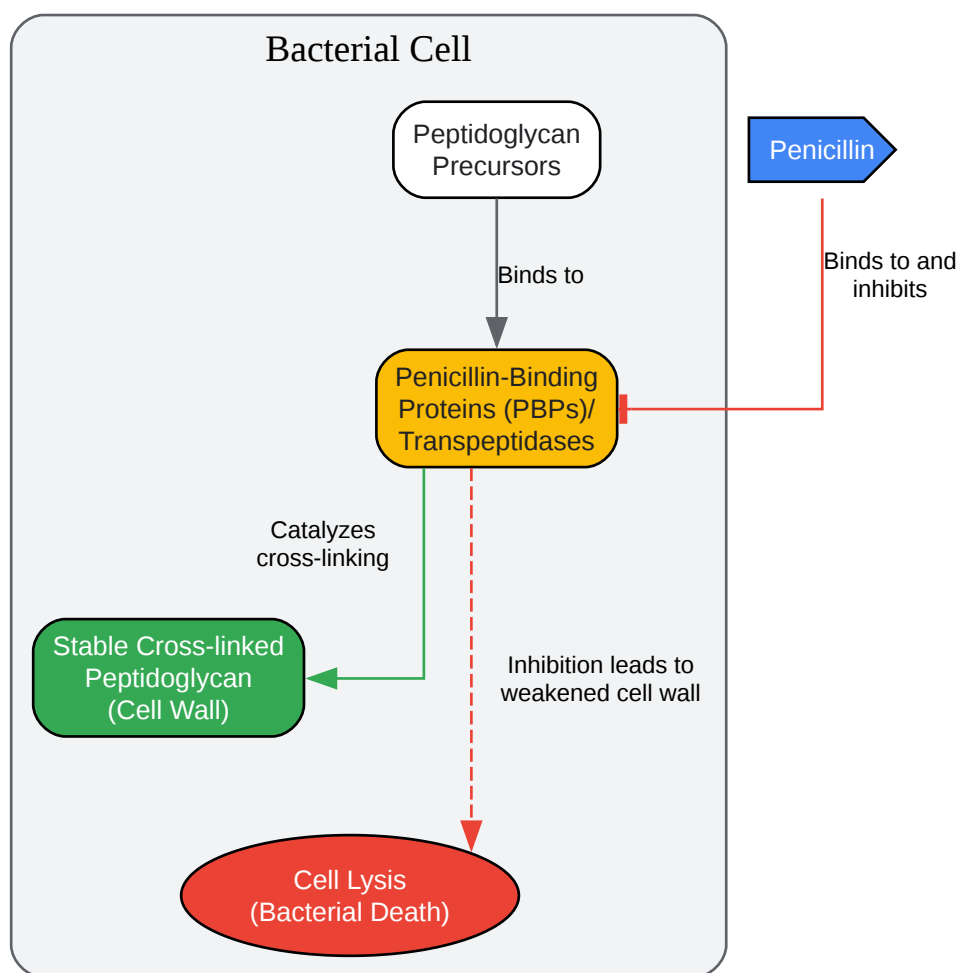 Bacterial Cell
Peptidoglycan
Precursors
Penicillin
Binds to
Binds to and
inhibits
Penicillin-Binding
Proteins (PBPs)/
Transpeptidases
Catalyzes
cross-linking
Stable Cross-linked
Peptidoglycan
(Cell Wall)
Inhibition leads to
weakened cell wall
Cell Lysis
(Bacterial Death)